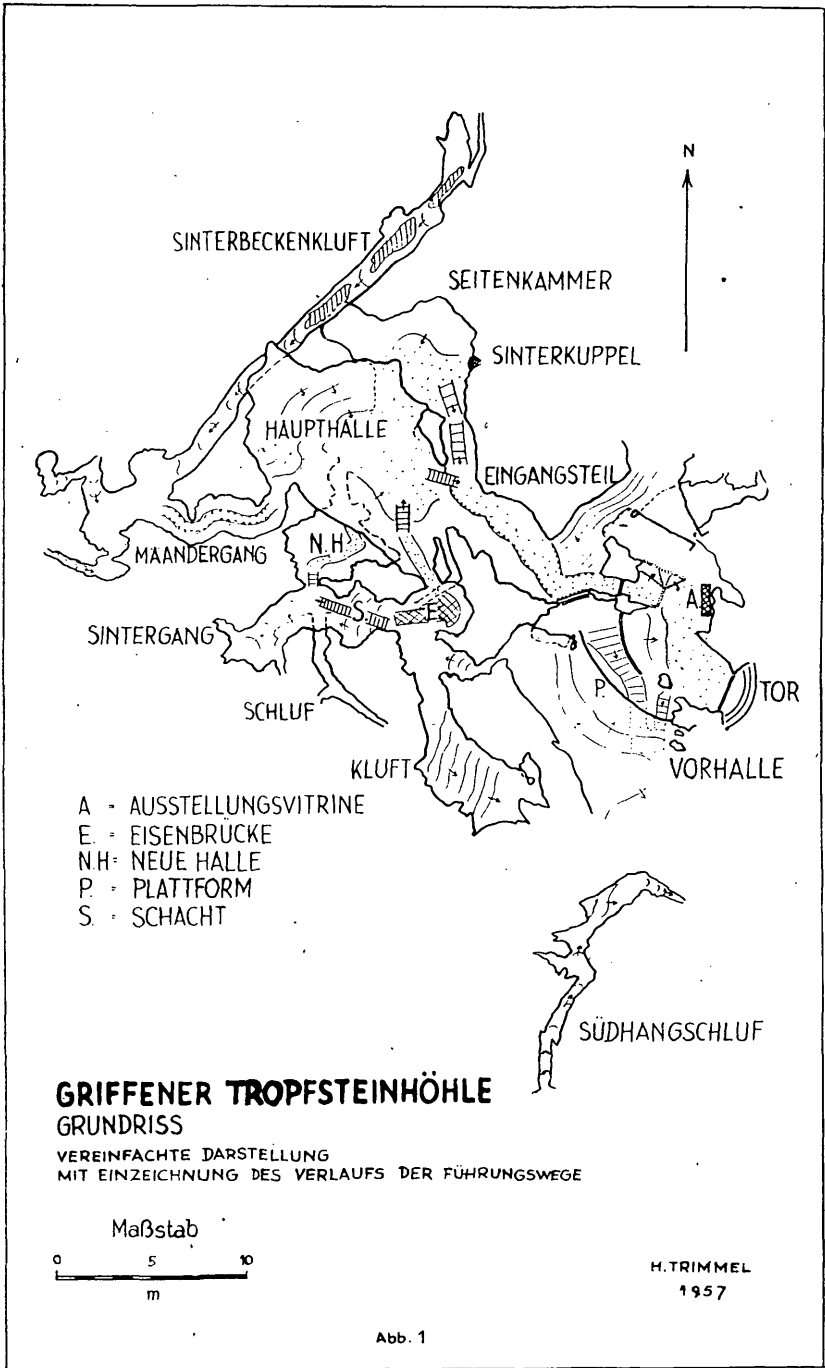 N
SINTERBECKENKLUFT
SEITENKAMMER
SINTERKUPPEL
HAUPTHALLE
EINGANGSTEIL
MÄANDERGANG
N.H.
A.
SINTERGANG
S.
E.
P.
TOR
SCHLUF
KLUFT
VORHALLE
A = AUSSTELLUNGSVITRINE
E. = EISENBRÜCKE
N.H= NEUE HALLE
P. = PLATTFORM
S. = SCHACHT
SÜDHANGSCHLUF
GRIFFENER TROPFSTEINHÖHLE
GRUNDRISS
VEREINFACHTE DARSTELLUNG
MIT EINZEICHNUNG DES VERLAUFS DER FÜHRUNGSWEGE
Maßstab
0 5 10
m
H. TRIMMEL
1957
Abb. 1